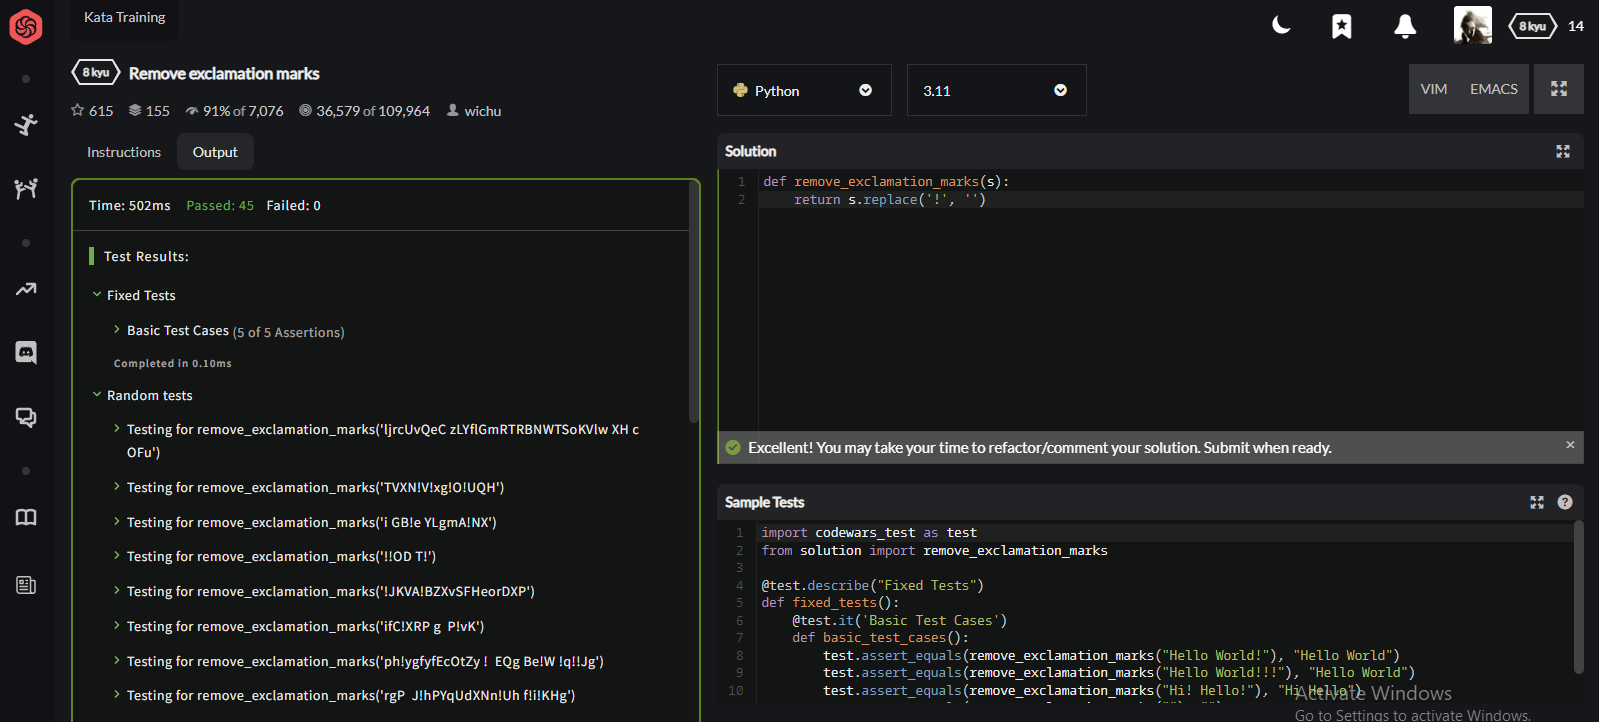 Kata Training
8 kyu 14
8 kyu Remove exclamation marks
615 155 91% of 7,076 36,579 of 109,964 wichu
Instructions Output
Time: 502ms Passed: 45 Failed: 0
Test Results:
Fixed Tests
Basic Test Cases (5 of 5 Assertions)
Completed in 0.10ms
Random tests
Testing for remove_exclamation_marks('ljrcUvQeC zLYflGmRTRBNWTSoKVlw XH c
OFu')
Testing for remove_exclamation_marks('TVXN!V!xg!O!UQH')
Testing for remove_exclamation_marks('i GB!e YLgmA!NX')
Testing for remove_exclamation_marks('!!OD T!')
Testing for remove_exclamation_marks('!JKVA!BZXvSFHeorDXP')
Testing for remove_exclamation_marks('ifC!XRP g  P!vK')
Testing for remove_exclamation_marks('ph!ygfyfEcOtZy !  EQg Be!W !q!!Jg')
Testing for remove_exclamation_marks('rgP  J!hPYqUdXNn!Uh f!i!KHg')
Python 3.11 VIM EMACS
Solution
1 def remove_exclamation_marks(s):
2 return s.replace('!', '')
Excellent! You may take your time to refactor/comment your solution. Submit when ready. ×
Sample Tests ?
1 import codewars_test as test
2 from solution import remove_exclamation_marks
3
4 @test.describe("Fixed Tests")
5 def fixed_tests():
6 @test.it('Basic Test Cases')
7 def basic_test_cases():
8 test.assert_equals(remove_exclamation_marks("Hello World!"), "Hello World")
9 test.assert_equals(remove_exclamation_marks("Hello World!!!"), "Hello World")
10 test.assert_equals(remove_exclamation_marks("Hi! Hello!"), "Hi Hello")
Activate Windows
Go to Settings to activate Windows.